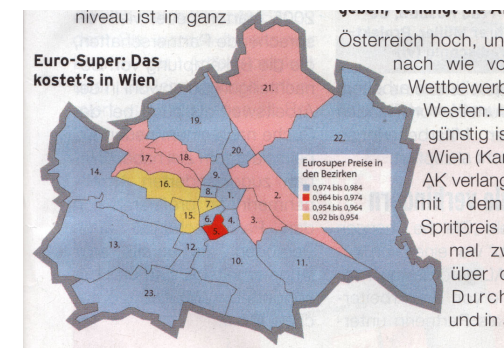 niveau ist in ganz
geben, verlangt die A
Euro-Super: Das
kostet's in Wien
Österreich hoch, un
nach wie vo
Wettbewerb
Westen. H
günstig is
Wien (Kar
AK verlang
mit dem
Spritpreis
mal zv
über d
Durch
und in
21.
19.
22.
20.
17.
18.
14.
9.
16.
8.
1.
2.
7.
15.
6.
4.
3.
5.
13.
12.
10.
11.
23.
Eurosuper Preise in
den Bezirken
0,974 bis 0,984
0,964 bis 0,974
0,954 bis 0,964
0,92 bis 0,954